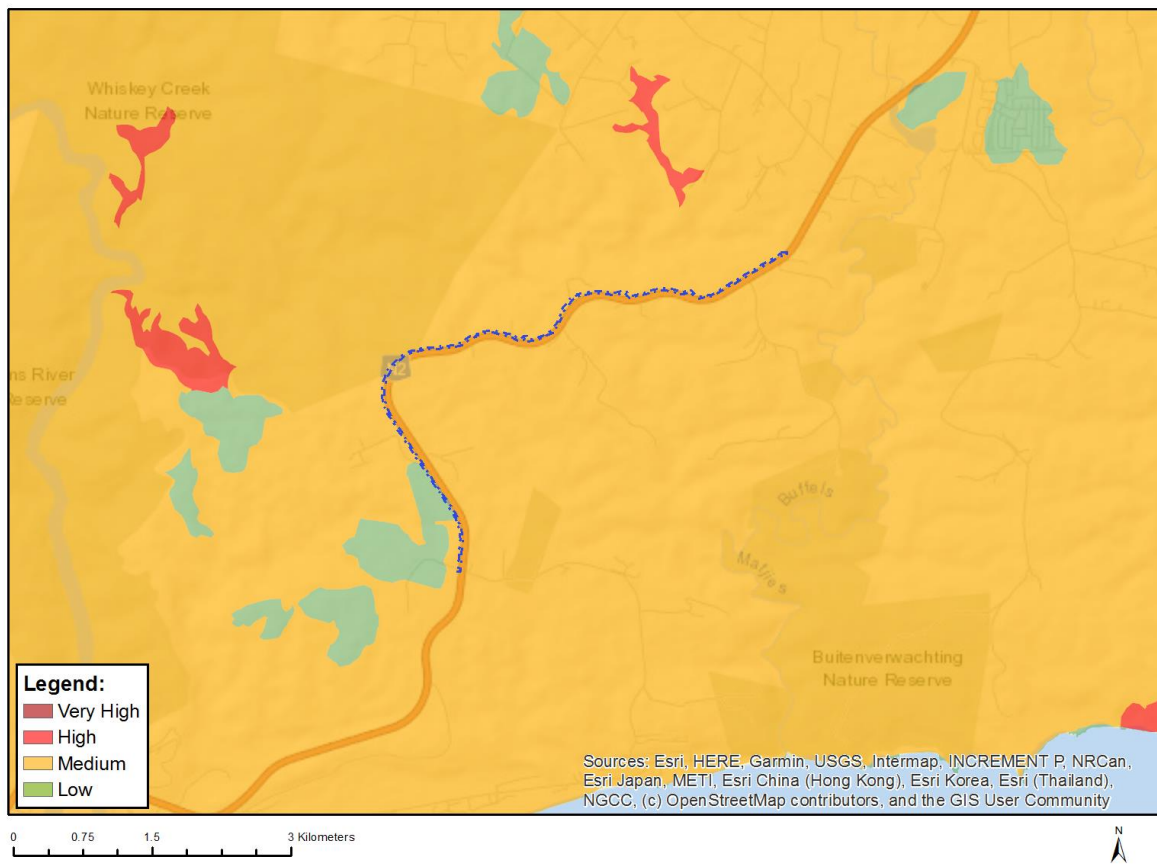 Whiskey Creek
Nature Reserve
ns River
eserve
N2
Buffels
Matjies
Buitenverwachting
Nature Reserve
Legend:
Very High
High
Medium
Low
Sources: Esri, HERE, Garmin, USGS, Intermap, INCREMENT P, NRCan,
Esri Japan, METI, Esri China (Hong Kong), Esri Korea, Esri (Thailand),
NGCC, (c) OpenStreetMap contributors, and the GIS User Community
0 0.75 1.5 3 Kilometers
N